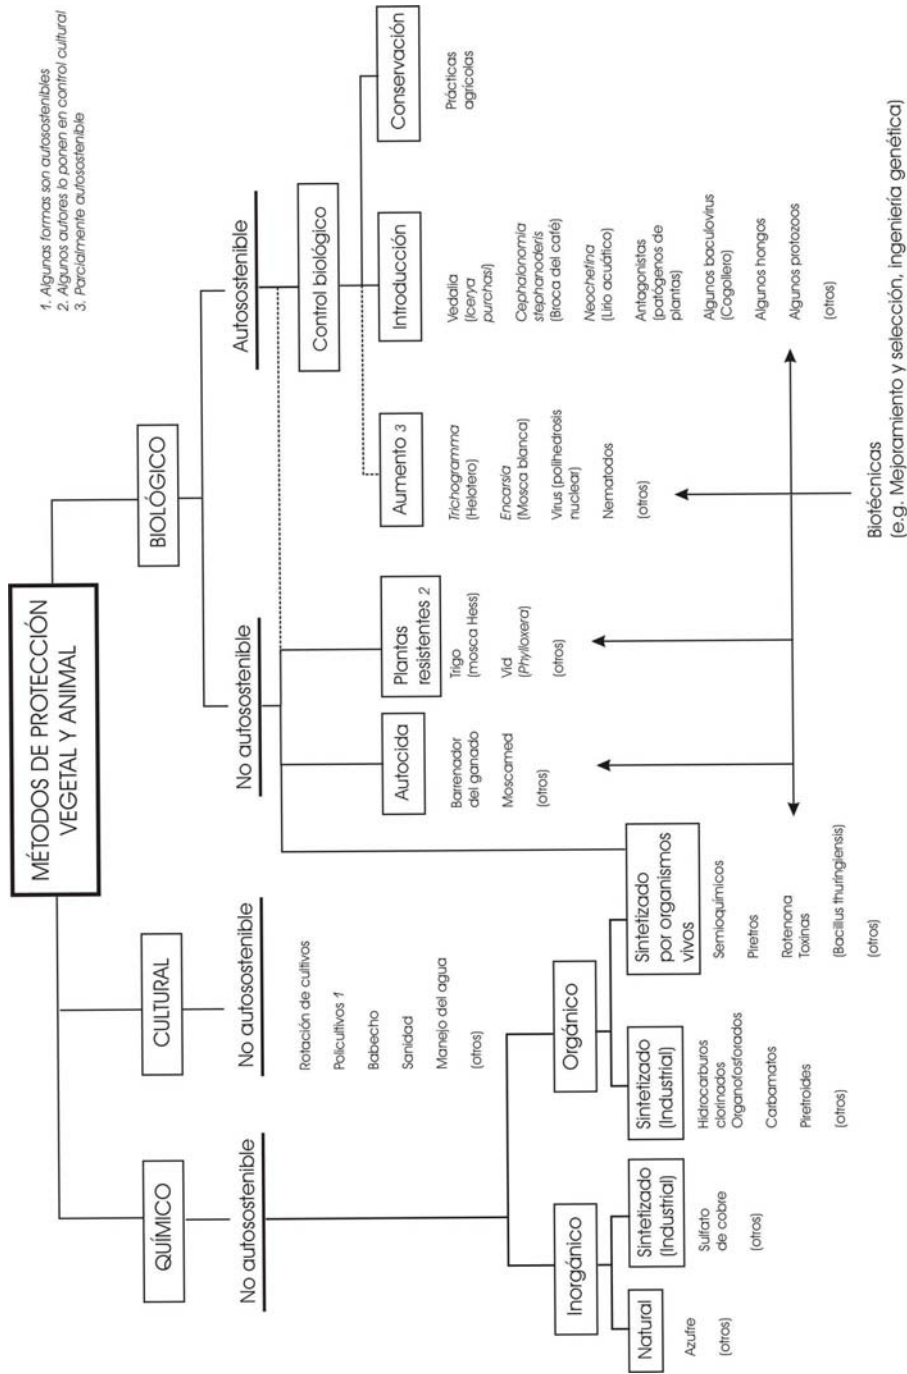 MÉTODOS DE PROTECCIÓN
VEGETAL Y ANIMAL
1. Algunas formas son autosostenibles
2. Algunos autores lo ponen en control cultural
3. Parcialmente autosostenible
QUÍMICO
CULTURAL
BIOLÓGICO
No autosostenible
No autosostenible
No autosostenible
Autosostenible
Rotación de cultivos
Policultivos 1
Babecho
Sanidad
Manejo del agua
(otros)
Control biológico
Autocida
Barrenador
del ganado
Moscamed
(otros)
Plantas
resistentes 2
Trigo
(mosca Hess)
Vid
(Phylloxera)
(otros)
Aumento 3
Trichogramma
(Helotero)
Encarsia
(Mosca blanca)
Virus (polihedrosis
nuclear)
Nematodos
(otros)
Introducción
Vedalia
(Icerya
purchasi)
Cephalonomia
stephanoderis
(Broca del café)
Neochetina
(Lirio acuático)
Antagonistas
(patógenos de
plantas)
Algunos baculovirus
(Cogollero)
Algunos hongos
Algunos protozoos
(otros)
Conservación
Prácticas
agrícolas
Inorgánico
Orgánico
Natural
Azufre
(otros)
Sintetizado
(Industrial)
Sulfato
de cobre
(otros)
Sintetizado
(Industrial)
Hidrocarburos
clorinados
Organofosforados
Carbamatos
Piretroides
(otros)
Sintetizado
por organismos
vivos
Semioquímicos
Piretros
Rotenona
Toxinas
(Bacillus thuringiensis)
(otros)
Biotécnicas
(e.g. Mejoramiento y selección, ingeniería genética)